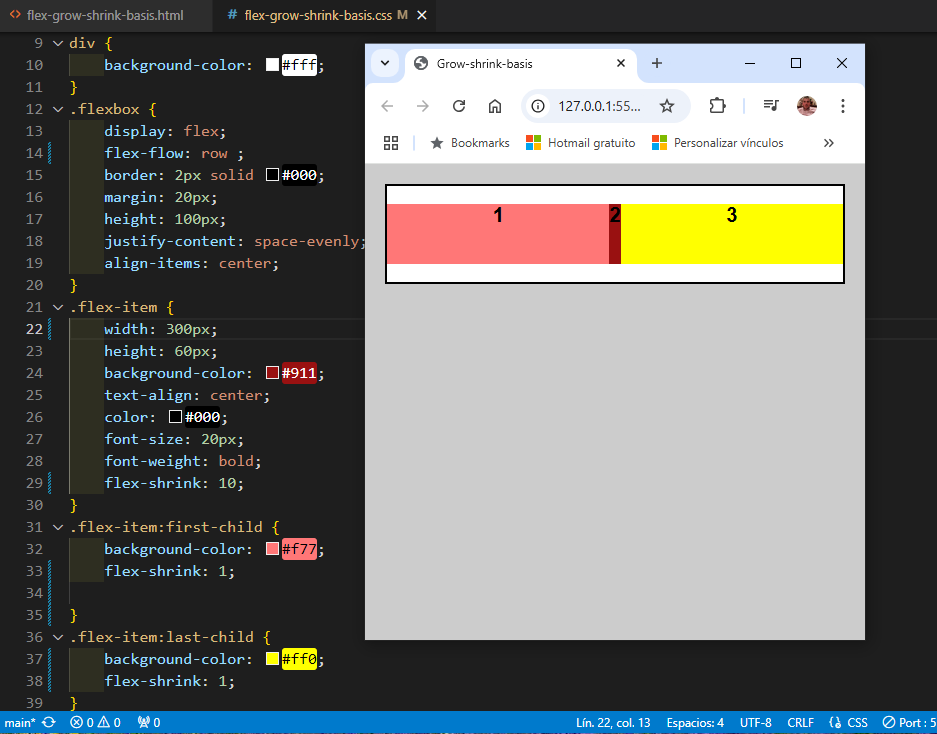 flex-grow-shrink-basis.html
# flex-grow-shrink-basis.css M
9 div {
10 background-color: #fff;
11 }
12 .flexbox {
13 display: flex;
14 flex-flow: row ;
15 border: 2px solid #000;
16 margin: 20px;
17 height: 100px;
18 justify-content: space-evenly;
19 align-items: center;
20 }
21 .flex-item {
22 width: 300px;
23 height: 60px;
24 background-color: #911;
25 text-align: center;
26 color: #000;
27 font-size: 20px;
28 font-weight: bold;
29 flex-shrink: 10;
30 }
31 .flex-item:first-child {
32 background-color: #f77;
33 flex-shrink: 1;
34
35 }
36 .flex-item:last-child {
37 background-color: #ff0;
38 flex-shrink: 1;
39 }
Grow-shrink-basis
127.0.0.1:55...
Bookmarks Hotmail gratuito Personalizar vínculos »
1 2 3
main* 0 0 0 Lín. 22, col. 13 Espacios: 4 UTF-8 CRLF CSS Port : 5